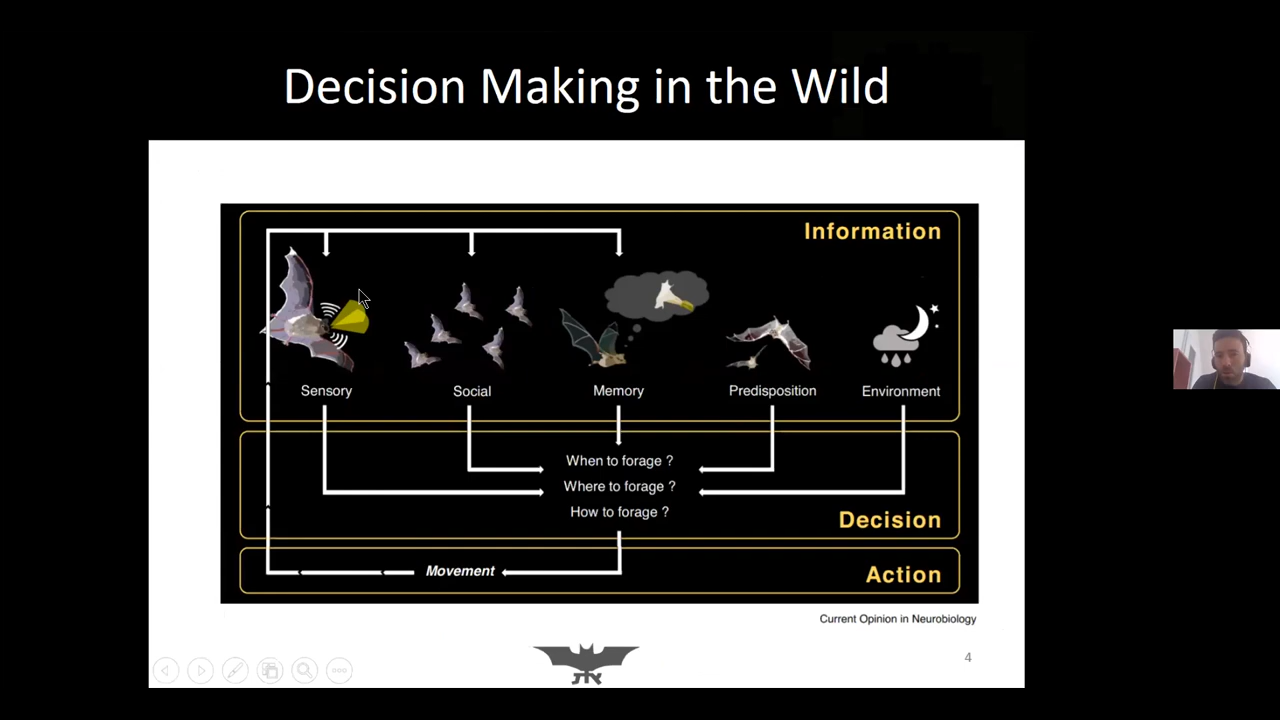 Decision Making in the Wild
Information
Sensory
Social
Memory
Predisposition
Environment
When to forage ?
Where to forage ?
How to forage ?
Decision
Movement
Action
Current Opinion in Neurobiology
4